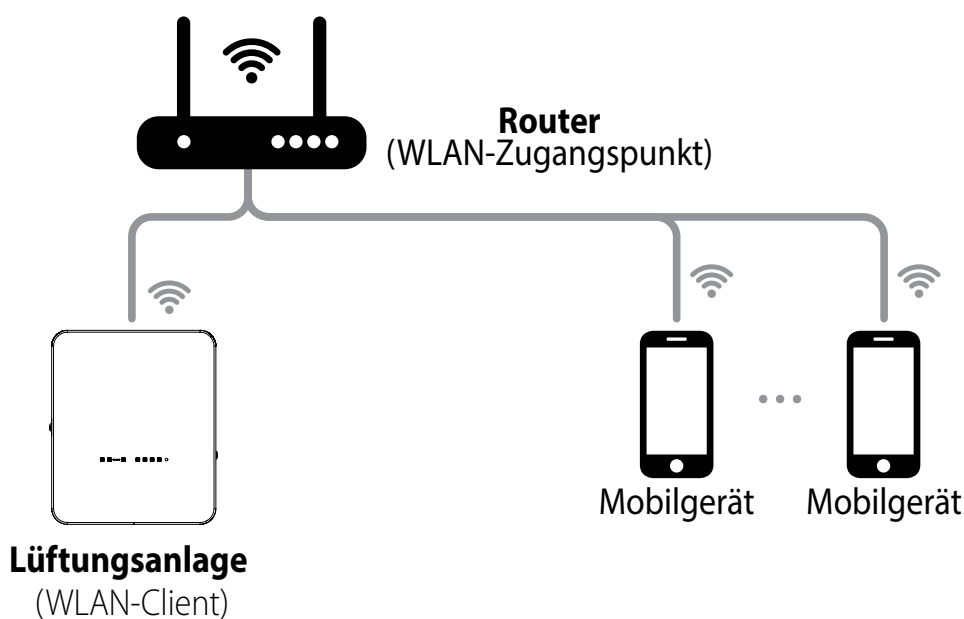 Router
(WLAN-Zugangspunkt)
Mobilgerät
Mobilgerät
Lüftungsanlage
(WLAN-Client)